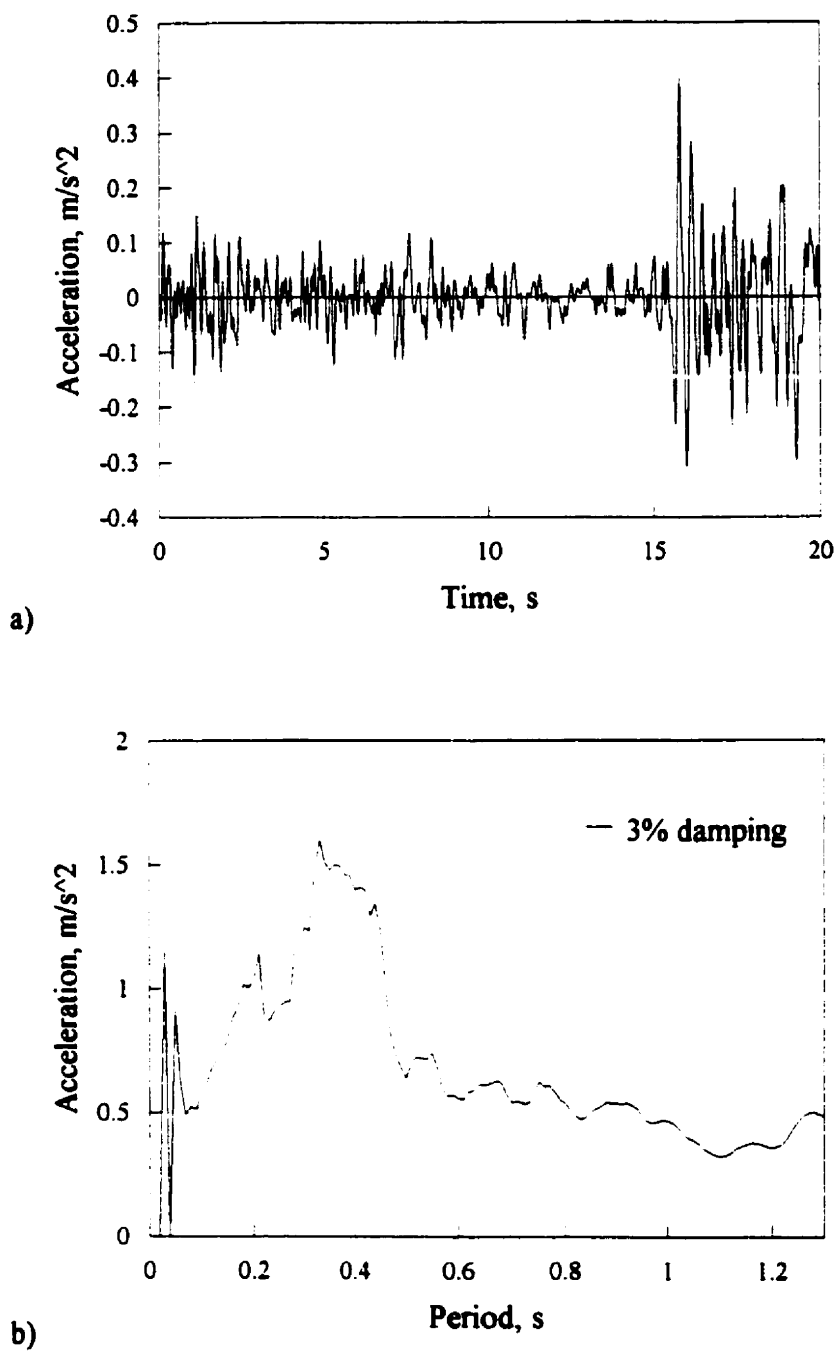 0.5
0.4
0.3
0.2
0.1
0
-0.1
-0.2
-0.3
-0.4
Acceleration, m/s^2
0 5 10 15 20
Time, s
a)
2
1.5
1
0.5
0
Acceleration, m/s^2
— 3% damping
0 0.2 0.4 0.6 0.8 1 1.2
Period, s
b)